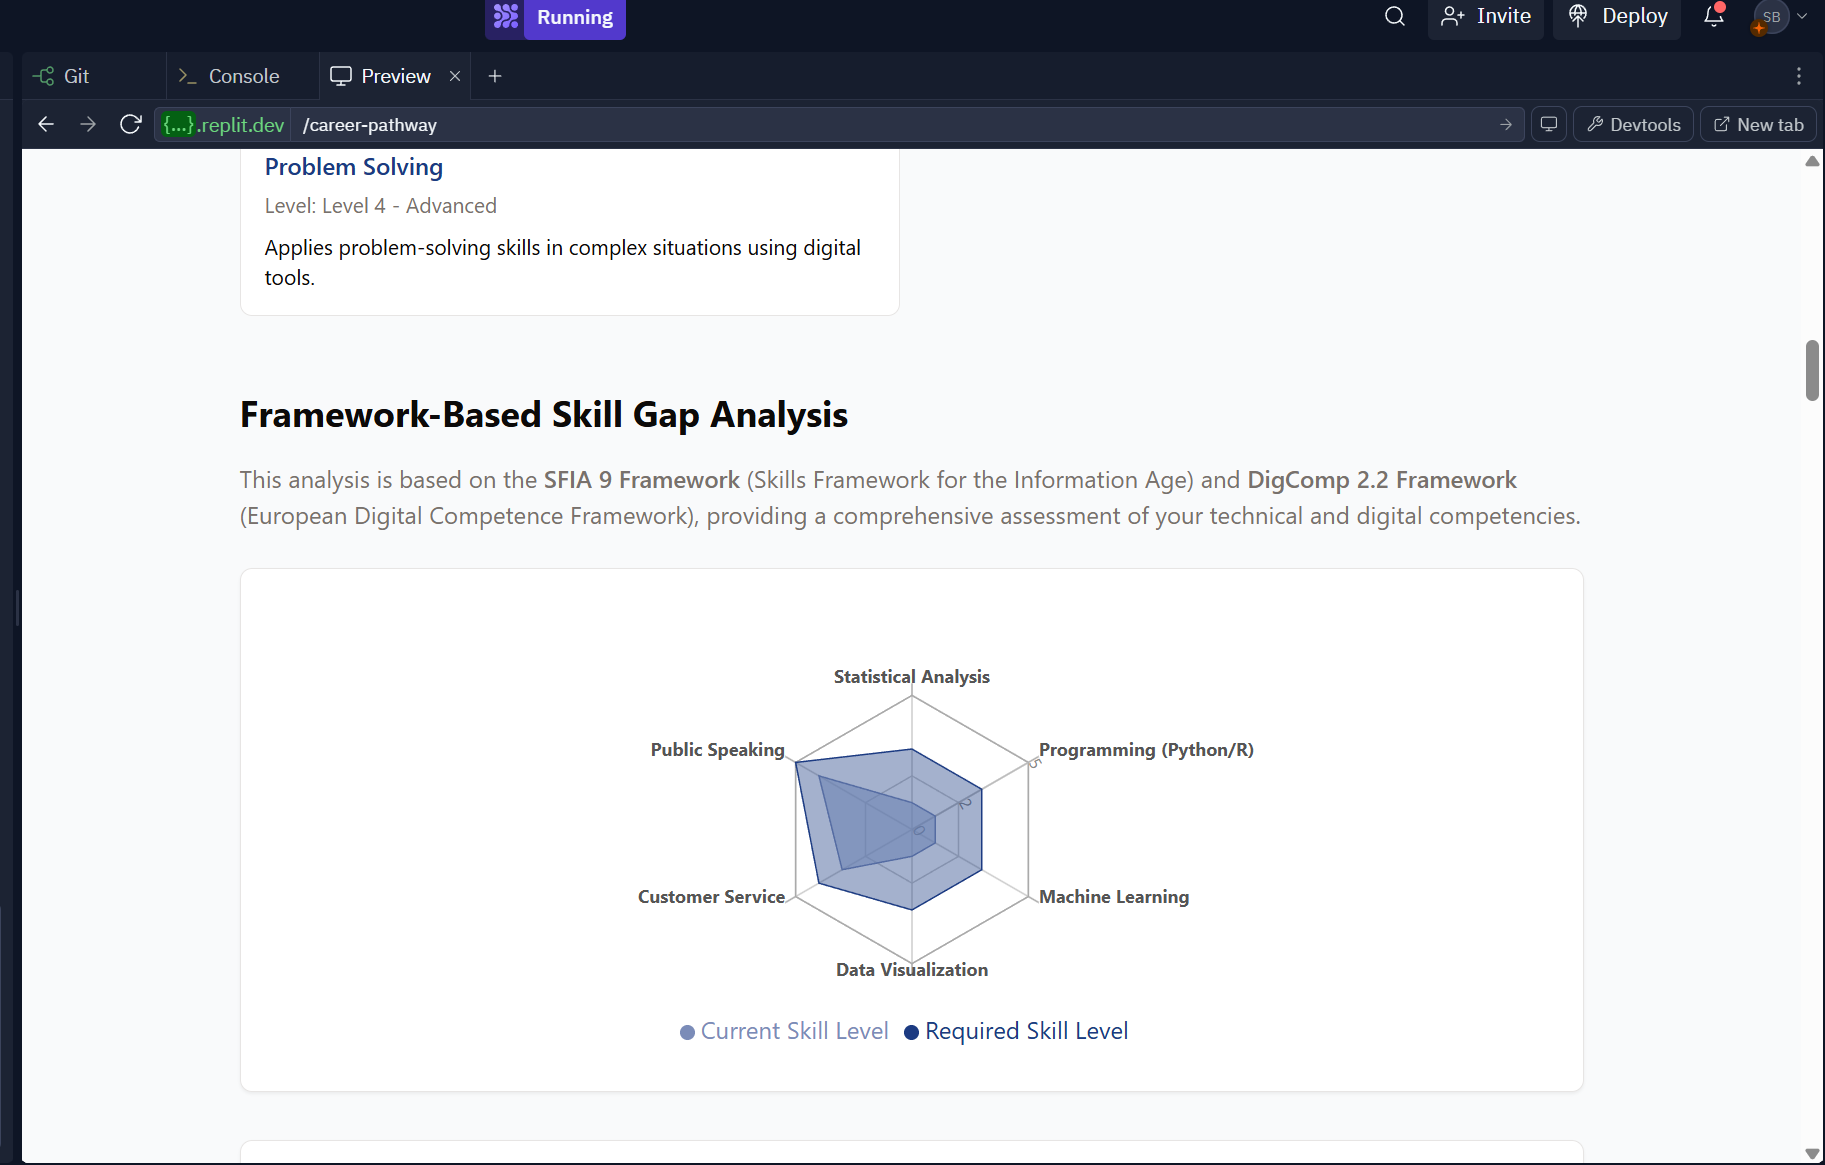 Running
Invite
Deploy
SB
Git
Console
Preview
{...}.replit.dev
/career-pathway
Devtools
New tab
Problem Solving
Level: Level 4 - Advanced
Applies problem-solving skills in complex situations using digital
tools.
Framework-Based Skill Gap Analysis
This analysis is based on the SFIA 9 Framework (Skills Framework for the Information Age) and DigComp 2.2 Framework
(European Digital Competence Framework), providing a comprehensive assessment of your technical and digital competencies.
Statistical Analysis
Public Speaking
Programming (Python/R)
5
2
0
Customer Service
Machine Learning
Data Visualization
Current Skill Level
Required Skill Level